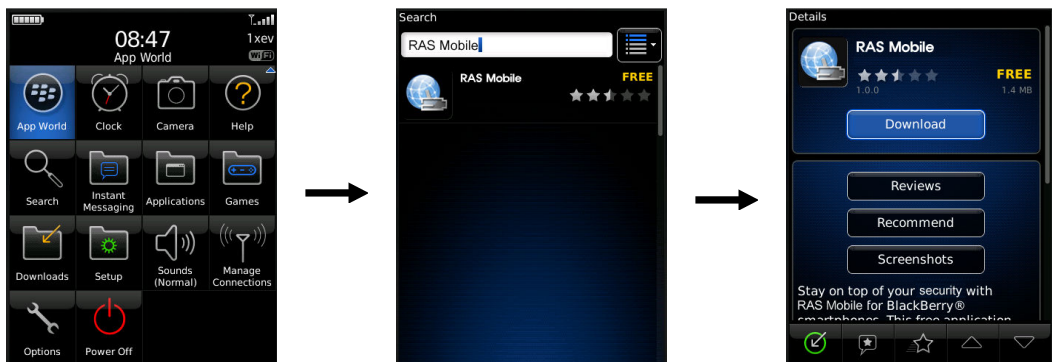 08:47
1xev
App World
WiFi
App World
Clock
Camera
Help
Search
Instant
Messaging
Applications
Games
Downloads
Setup
Sounds
(Normal)
Manage
Connections
Options
Power Off
Search
RAS Mobile
RAS Mobile
FREE
Details
RAS Mobile
FREE
1.0.0
1.4 MB
Download
Reviews
Recommend
Screenshots
Stay on top of your security with
RAS Mobile for BlackBerry®
smartphones. This free application